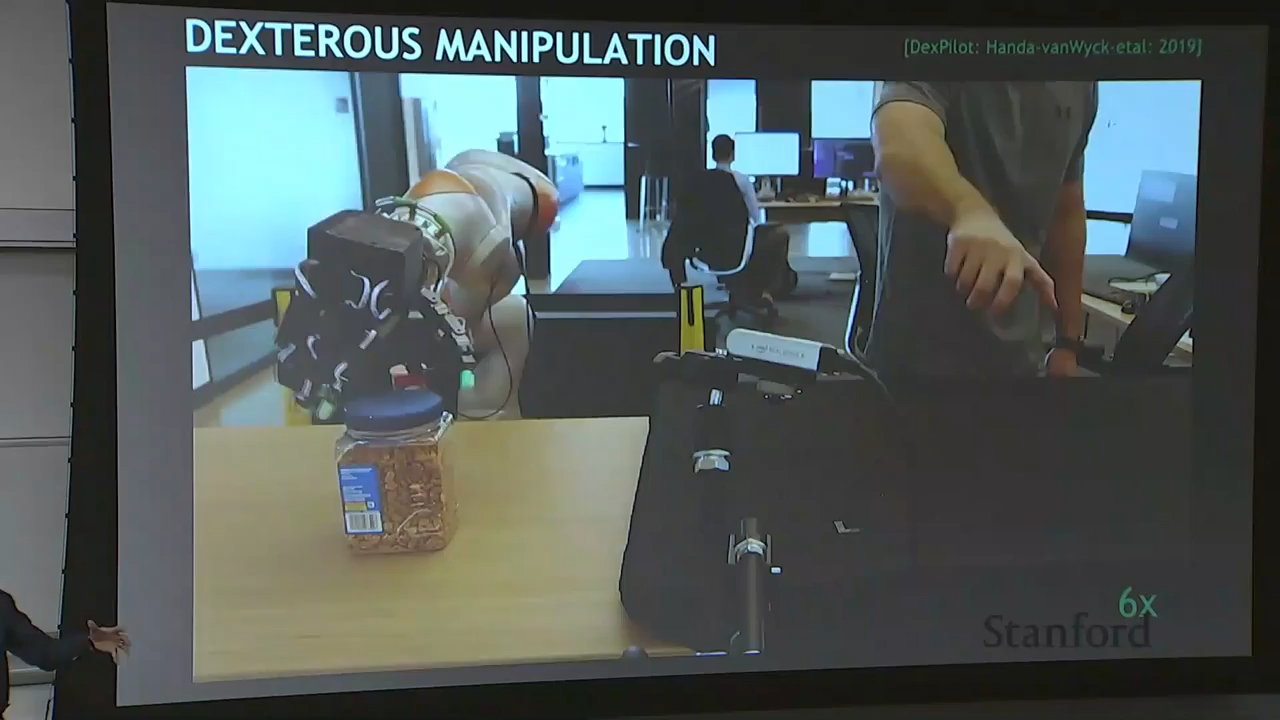 DEXTEROUS MANIPULATION
[DexPilot: Handa-vanWyck-etal: 2019]
6x
Stanford